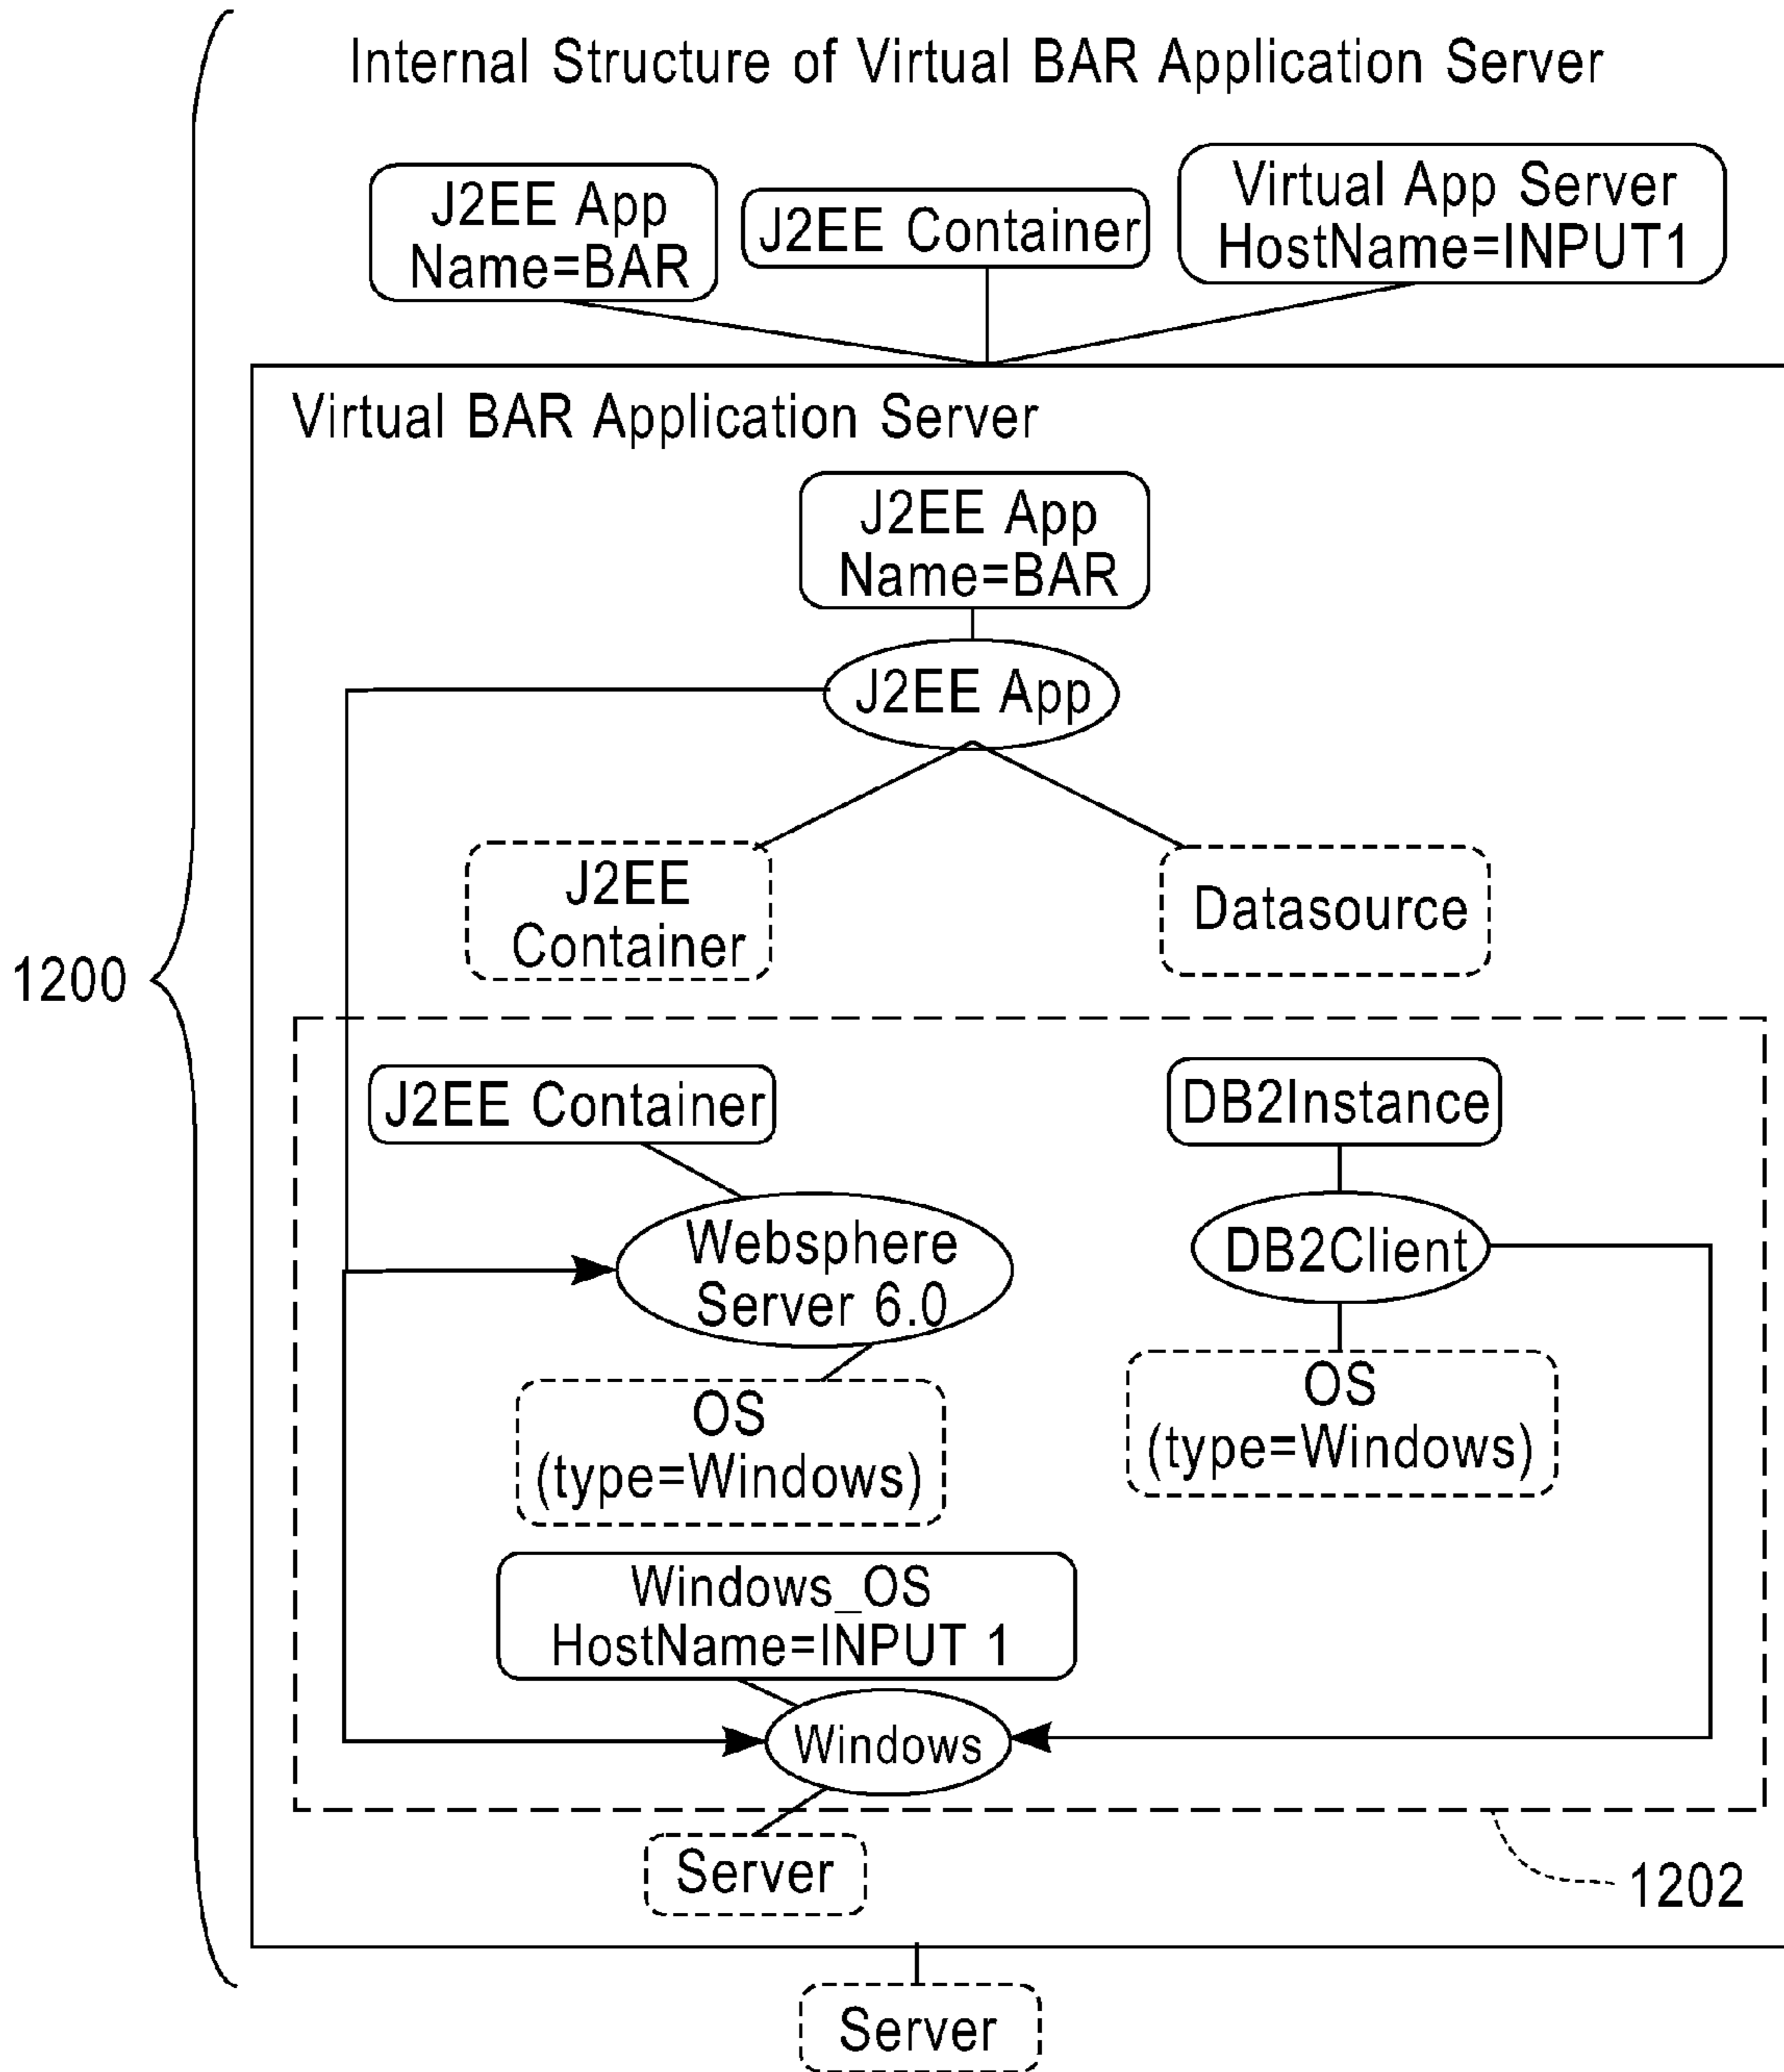 Internal Structure of Virtual BAR Application Server
J2EE App
Name=BAR
J2EE Container
Virtual App Server
HostName=INPUT1
Virtual BAR Application Server
J2EE App
Name=BAR
J2EE App
J2EE
Container
Datasource
1200
J2EE Container
DB2Instance
Websphere
Server 6.0
DB2Client
OS
(type=Windows)
OS
(type=Windows)
Windows_OS
HostName=INPUT 1
Windows
Server
1202
Server